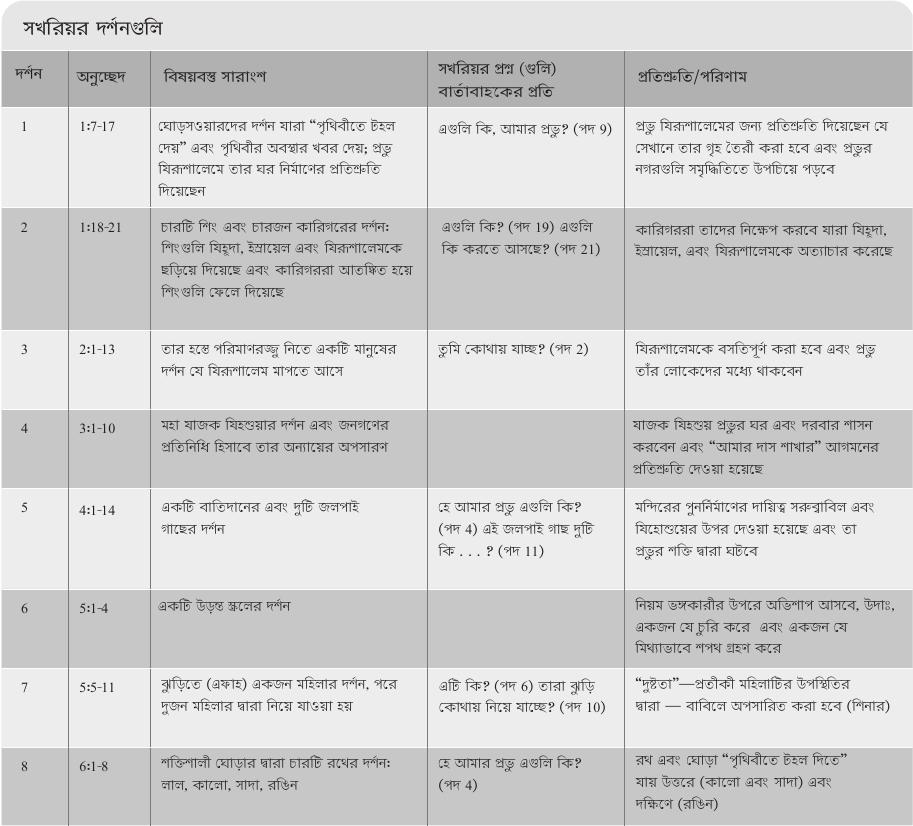 সখরিয়র দর্শনগুলি
দর্শন
অনুচ্ছেদ
বিষয়বস্তু সারাংশ
সখরিয়র প্রশ্ন (গুলি)
বার্তাবাহকের প্রতি
প্রতিশ্রুতি/পরিণাম
1
1:7-17
ঘোড়সওয়ারদের দর্শন যারা “পৃথিবীতে টহল
দেয়” এবং পৃথিবীর অবস্থার খবর দেয়; প্রভু
যিরূশালেমে তার ঘর নির্মাণের প্রতিশ্রুতি
দিয়েছেন
এগুলি কি, আমার প্রভু? (পদ 9)
প্রভু যিরূশালেমের জন্য প্রতিশ্রুতি দিয়েছেন যে
সেখানে তার গৃহ তৈরী করা হবে এবং প্রভুর
নগরগুলি সমৃদ্ধিতিতে উপচিয়ে পড়বে
2
1:18-21
চারটি শিং এবং চারজন কারিগরের দর্শন:
শিংগুলি যিহূদা, ইস্রায়েল এবং যিরূশালেমকে
ছড়িয়ে দিয়েছে এবং কারিগররা আতঙ্কিত হয়ে
শিংগুলি ফেলে দিয়েছে
এগুলি কি? (পদ 19) এগুলি
কি করতে আসছে? (পদ 21)
কারিগররা তাদের নিক্ষেপ করবে যারা যিহূদা,
ইস্রায়েল, এবং যিরূশালেমকে অত্যাচার করেছে
3
2:1-13
তার হস্তে পরিমাণরজ্জু নিতে একটি মানুষের
দর্শন যে যিরূশালেম মাপতে আসে
তুমি কোথায় যাচ্ছ? (পদ 2)
যিরূশালেমকে বসতিপূর্ণ করা হবে এবং প্রভু
তাঁর লোকেদের মধ্যে থাকবেন
4
3:1-10
মহা যাজক যিহশুয়ার দর্শন এবং জনগণের
প্রতিনিধি হিসাবে তার অন্যায়ের অপসারণ
যাজক যিহশুয় প্রভুর ঘর এবং দরবার শাসন
করবেন এবং “আমার দাস শাখার” আগমনের
প্রতিশ্রুতি দেওয়া হয়েছে
5
4:1-14
একটি বাতিদানের এবং দুটি জলপাই
গাছের দর্শন
হে আমার প্রভু এগুলি কি?
(পদ 4) এই জলপাই গাছ দুটি
কি . . . ? (পদ 11)
মন্দিরের পুনর্নির্মাণের দায়িত্ব সরুব্বাবিল এবং
যিহোশুয়ের উপর দেওয়া হয়েছে এবং তা
প্রভুর শক্তি দ্বারা ঘটবে
6
5:1-4
একটি উড়ন্ত স্ক্রলের দর্শন
নিয়ম ভঙ্গকারীর উপরে অভিশাপ আসবে, উদাঃ,
একজন যে চুরি করে এবং একজন যে
মিথ্যাভাবে শপথ গ্রহণ করে
7
5:5-11
ঝুড়িতে (এফাহ) একজন মহিলার দর্শন, পরে
দুজন মহিলার দ্বারা নিয়ে যাওয়া হয়
এটি কি? (পদ 6) তারা ঝুড়ি
কোথায় নিয়ে যাচ্ছে? (পদ 10)
“দুষ্টতা”—প্রতীকী মহিলাটির উপস্থিতির
দ্বারা — বাবিলে অপসারিত করা হবে (শিনার)
8
6:1-8
শক্তিশালী ঘোড়ার দ্বারা চারটি রথের দর্শন:
লাল, কালো, সাদা, রঙিন
হে আমার প্রভু এগুলি কি?
(পদ 4)
রথ এবং ঘোড়া “পৃথিবীতে টহল দিতে”
যায় উত্তরে (কালো এবং সাদা) এবং
দক্ষিণে (রঙিন)